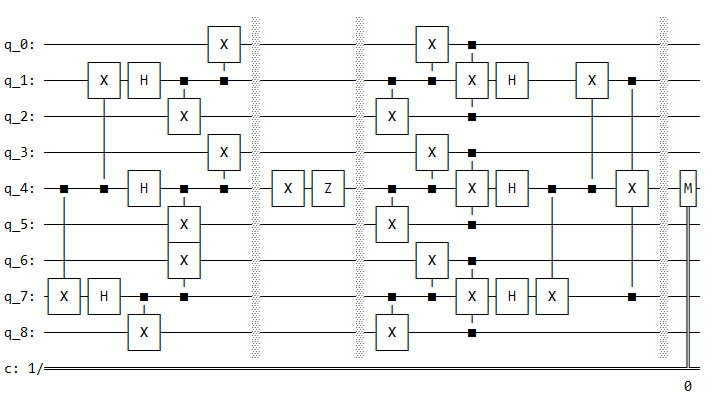 q_0: X X
q_1: X H X H X
q_2: X X
q_3: X X
q_4: H X Z X H X M
q_5: X X
q_6: X X
q_7: X H X H X
q_8: X X
c: 1/
0